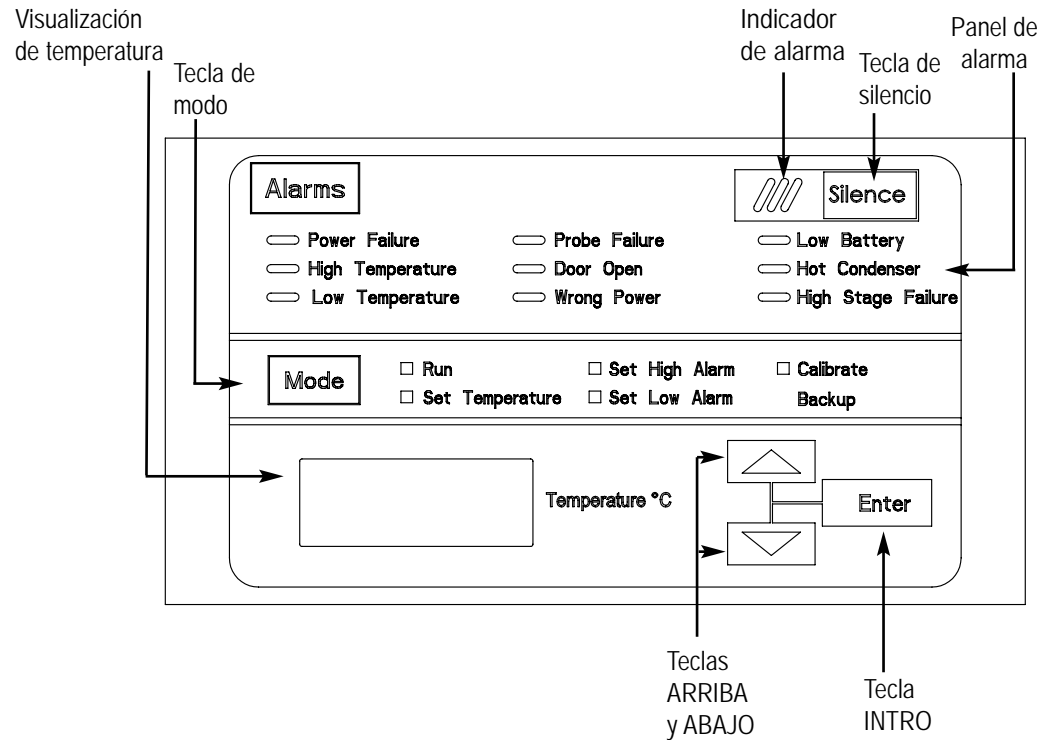 Visualización
de temperatura
Tecla de
modo
Indicador
de alarma
Tecla de
silencio
Panel de
alarma
Alarms
Silence
Power Failure
Probe Failure
Low Battery
High Temperature
Door Open
Hot Condenser
Low Temperature
Wrong Power
High Stage Failure
Mode
Run
Set High Alarm
Calibrate
Set Temperature
Set Low Alarm
Backup
Temperature °C
Enter
Teclas
ARRIBA
y ABAJO
Tecla
INTRO